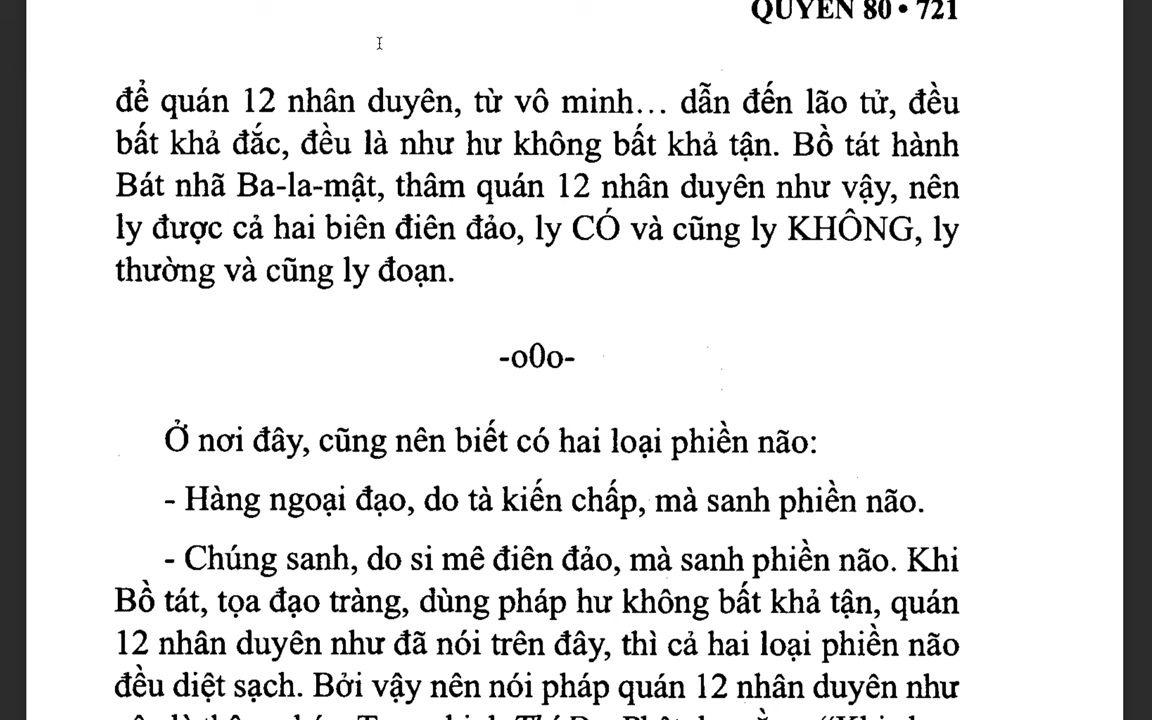 QUYỂN 80 • 721
để quán 12 nhân duyên, từ vô minh… dẫn đến lão tử, đều
bất khả đắc, đều là như hư không bất khả tận. Bồ tát hành
Bát nhã Ba-la-mật, thâm quán 12 nhân duyên như vậy, nên
ly được cả hai biên điên đảo, ly CÓ và cũng ly KHÔNG, ly
thường và cũng ly đoạn.
-o0o-
Ở nơi đây, cũng nên biết có hai loại phiền não:
- Hàng ngoại đạo, do tà kiến chấp, mà sanh phiền não.
- Chúng sanh, do si mê điên đảo, mà sanh phiền não. Khi
Bồ tát, tọa đạo tràng, dùng pháp hư không bất khả tận, quán
12 nhân duyên như đã nói trên đây, thì cả hai loại phiền não
đều diệt sạch. Bởi vậy nên nói pháp quán 12 nhân duyên như